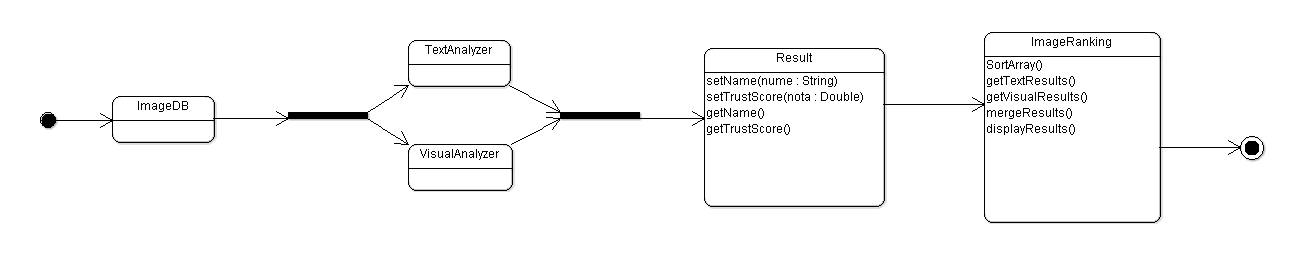 ImageDB
TextAnalyzer
VisualAnalyzer
Result
setName(nume : String)
setTrustScore(nota : Double)
getName()
getTrustScore()
ImageRanking
SortArray()
getTextResults()
getVisualResults()
mergeResults()
displayResults()